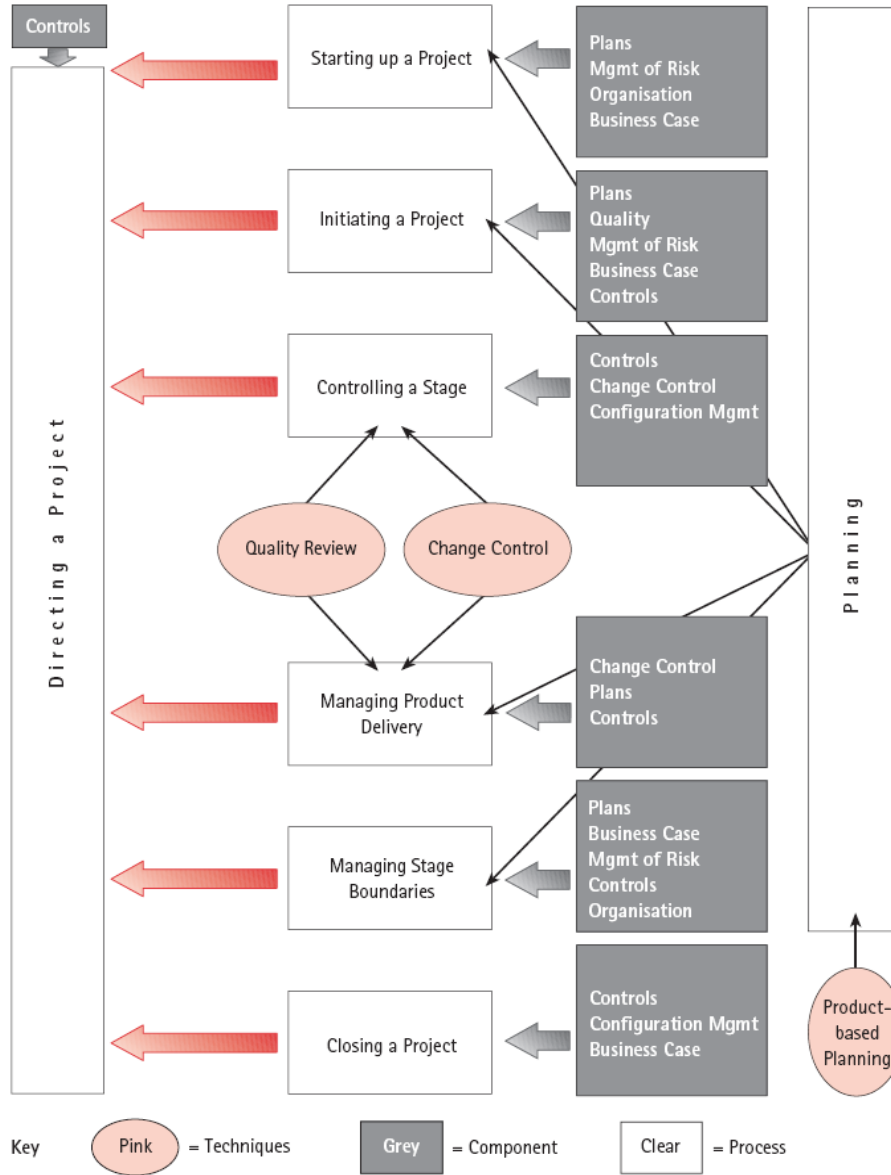 Controls
Starting up a Project
Plans
Mgmt of Risk
Organisation
Business Case
Initiating a Project
Plans
Quality
Mgmt of Risk
Business Case
Controls
Controlling a Stage
Controls
Change Control
Configuration Mgmt
Directing a Project
Planning
Quality Review
Change Control
Managing Product
Delivery
Change Control
Plans
Controls
Managing Stage
Boundaries
Plans
Business Case
Mgmt of Risk
Controls
Organisation
Closing a Project
Controls
Configuration Mgmt
Business Case
Product-
based
Planning
Key
Pink
= Techniques
Grey
= Component
Clear
= Process